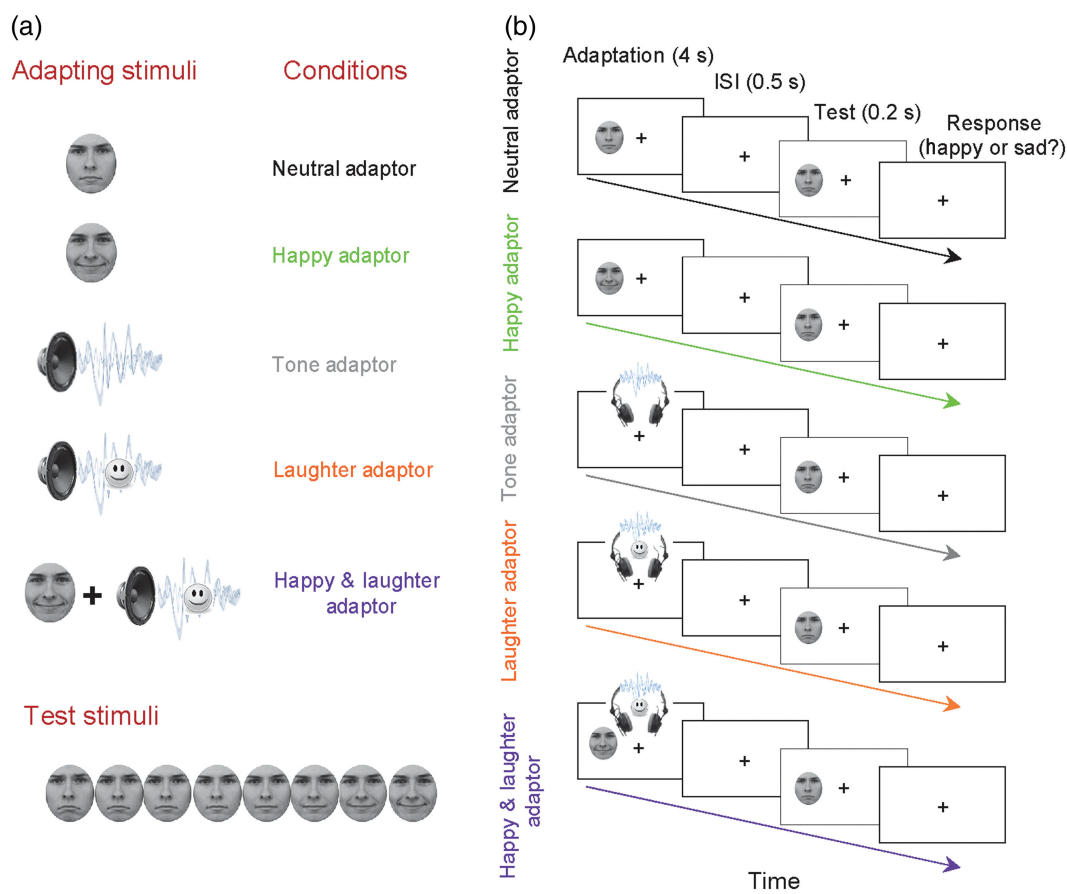 (a)
Adapting stimuli
Conditions
Neutral adaptor
Happy adaptor
Tone adaptor
Laughter adaptor
+
Happy & laughter
adaptor
Test stimuli
(b)
Adaptation (4 s)
ISI (0.5 s)
Test (0.2 s)
Response
(happy or sad?)
Neutral adaptor
+
+
+
+
Happy adaptor
+
+
+
+
Tone adaptor
+
+
+
+
Laughter adaptor
+
+
+
+
Happy & laughter
adaptor
+
+
+
+
Time